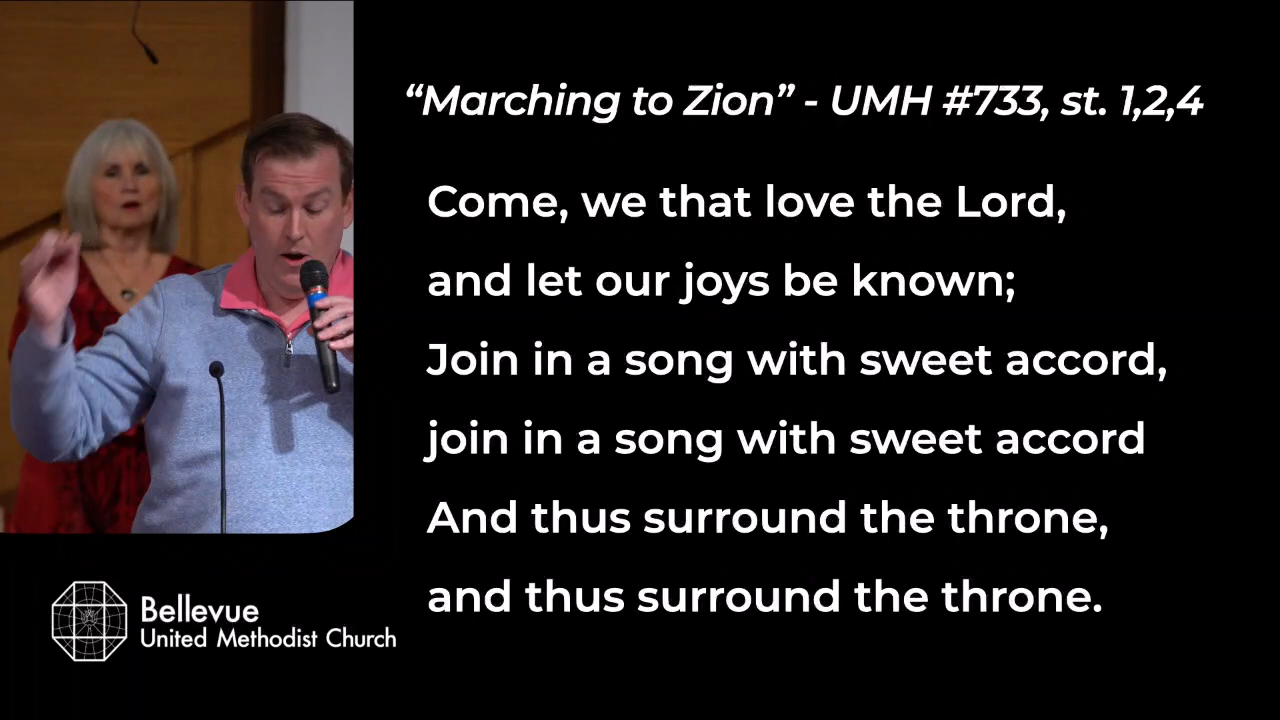 “Marching to Zion” - UMH #733, st. 1,2,4
Come, we that love the Lord,
and let our joys be known;
Join in a song with sweet accord,
join in a song with sweet accord
And thus surround the throne,
and thus surround the throne.
Bellevue
United Methodist Church